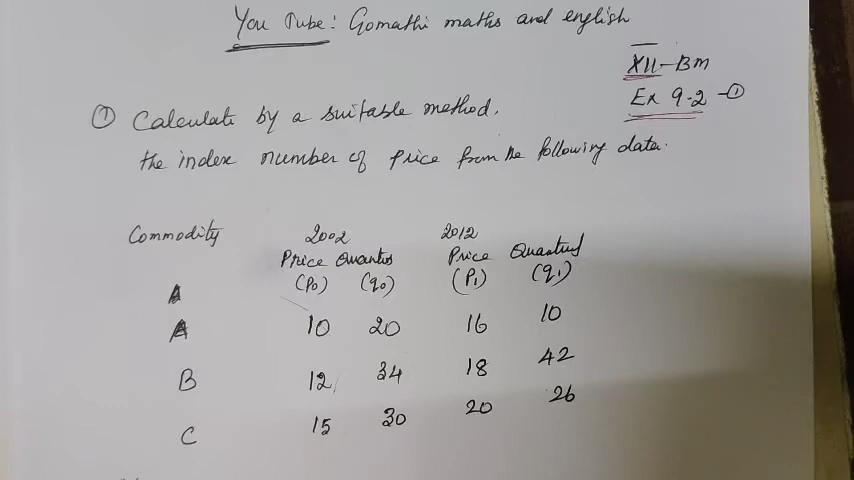 You Tube: Gomathi maths and english
XII - BM
Ex 9.2 - ①
① Calculate by a suitable method.
the index number of price from the following data.
Commodity 2002 2012
Price Quantity Price Quantity
(P0) (q0) (P1) (q1)
A 10 20 16 10
B 12 34 18 42
C 15 30 20 26